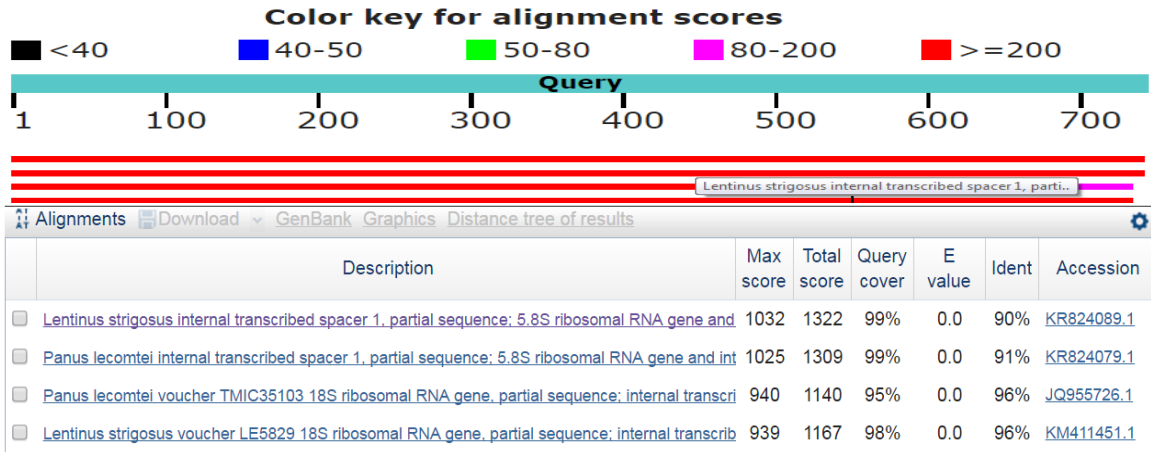 Color key for alignment scores
<40 40-50 50-80 80-200 >=200
Query
1 100 200 300 400 500 600 700
Lentinus strigosus internal transcribed spacer 1, parti..
Alignments Download GenBank Graphics Distance tree of results
Description Max score Total score Query cover E value Ident Accession
Lentinus strigosus internal transcribed spacer 1, partial sequence; 5.8S ribosomal RNA gene and 1032 1322 99% 0.0 90% KR824089.1
Panus lecomtei internal transcribed spacer 1, partial sequence; 5.8S ribosomal RNA gene and int 1025 1309 99% 0.0 91% KR824079.1
Panus lecomtei voucher TMIC35103 18S ribosomal RNA gene, partial sequence; internal transcri 940 1140 95% 0.0 96% JQ955726.1
Lentinus strigosus voucher LE5829 18S ribosomal RNA gene, partial sequence; internal transcrib 939 1167 98% 0.0 96% KM411451.1